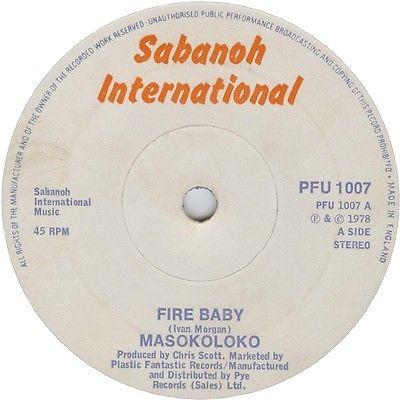 ALL RIGHTS OF THE MANUFACTURER AND OF THE OWNER OF THE RECORDED WORK RESERVED · UNAUTHORISED PUBLIC PERFORMANCE BROADCASTING AND COPYING OF THIS RECORD PROHIBITED · MADE IN ENGLAND
Sabanoh
International
Sabanoh
International
Music
45 RPM
PFU 1007
PFU 1007 A
℗ & © 1978
A SIDE
STEREO
FIRE BABY
(Ivan Morgan)
MASOKOLOKO
Produced by Chris Scott. Marketed by
Plastic Fantastic Records/Manufactured
and Distributed by Pye
Records (Sales) Ltd.